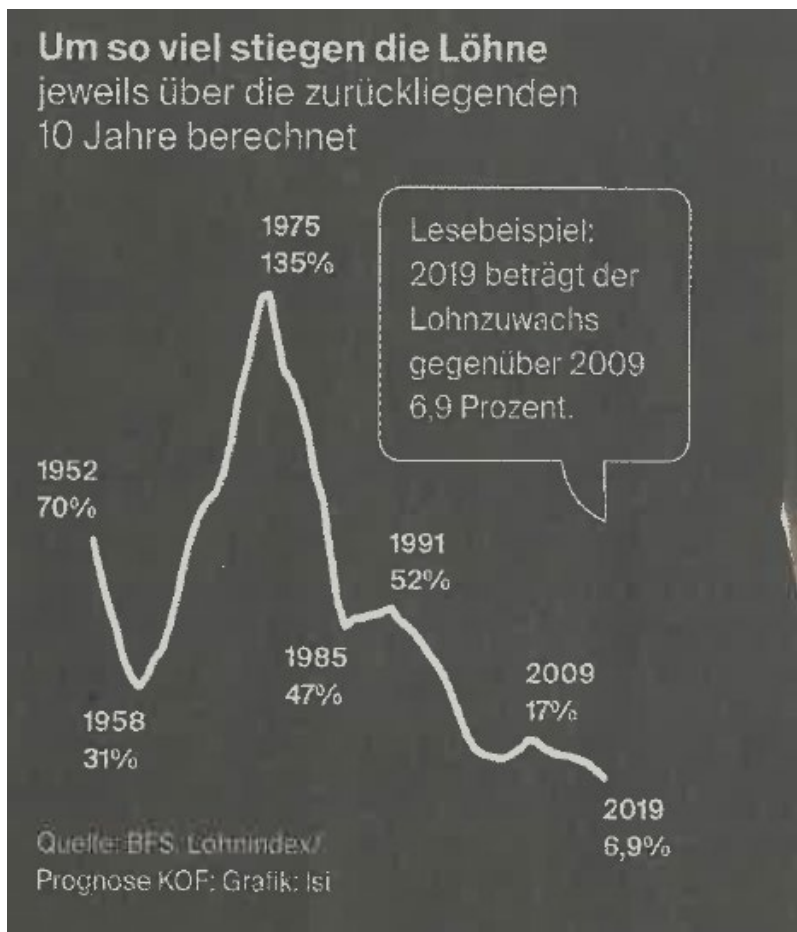 Um so viel stiegen die Löhne
jeweils über die zurückliegenden
10 Jahre berechnet
1975
135%
Lesebeispiel:
2019 beträgt der
Lohnzuwachs
gegenüber 2009
6,9 Prozent.
1952
70%
1991
52%
1985
47%
2009
17%
1958
31%
2019
6,9%
Quelle: BFS. Lohnindex/
Prognose KOF: Grafik: lsi